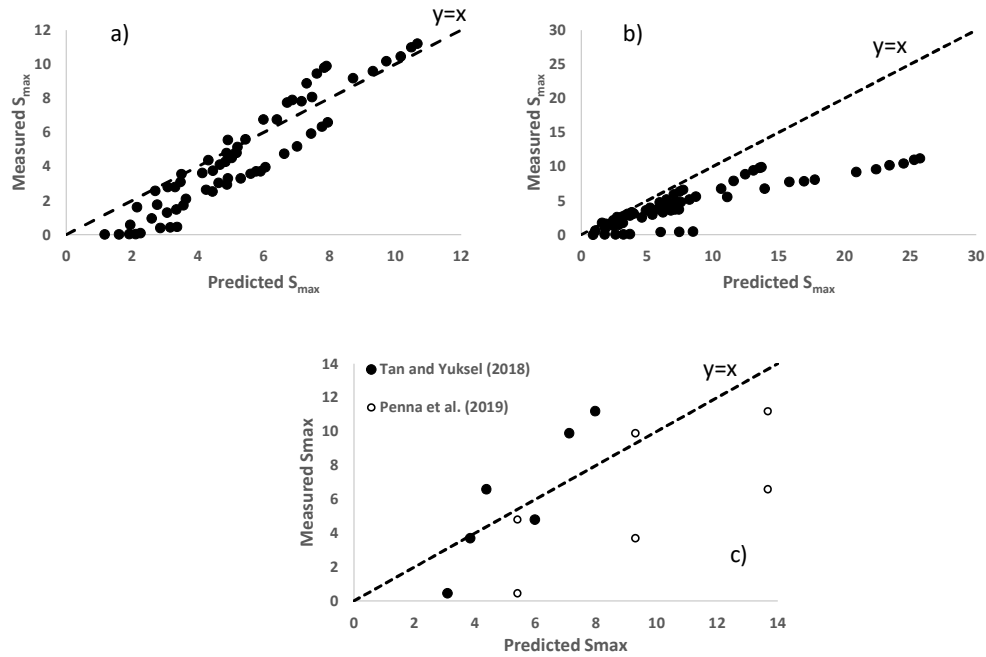 a)
y=x
Measured Smax
12
10
8
6
4
2
0
0 2 4 6 8 10 12
Predicted Smax
b)
y=x
Measured Smax
30
25
20
15
10
5
0
0 5 10 15 20 25 30
Predicted Smax
Tan and Yuksel (2018)
Penna et al. (2019)
y=x
c)
Measured Smax
14
12
10
8
6
4
2
0
0 2 4 6 8 10 12 14
Predicted Smax